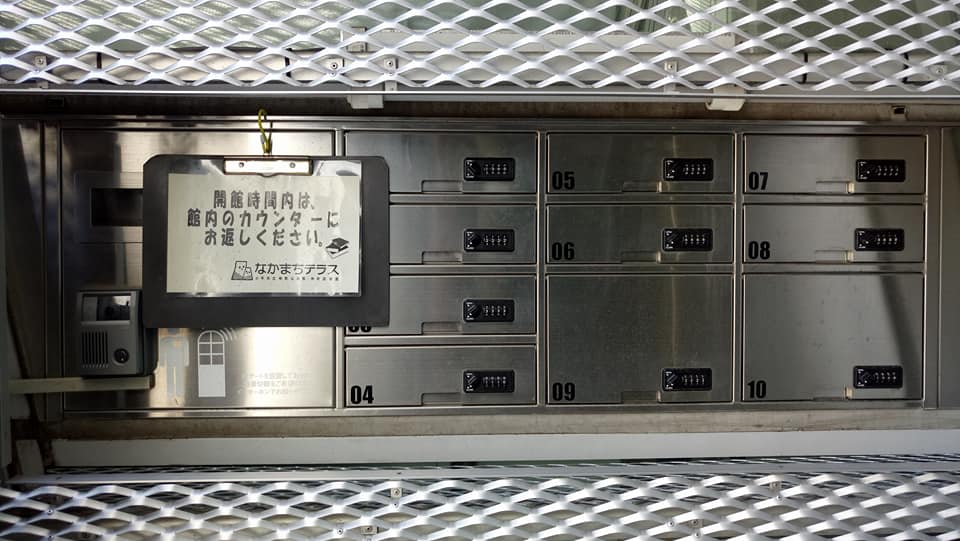 開館時間内は、
館内のカウンターに
お返しください。
なかまちテラス
05
07
06
08
04
09
10